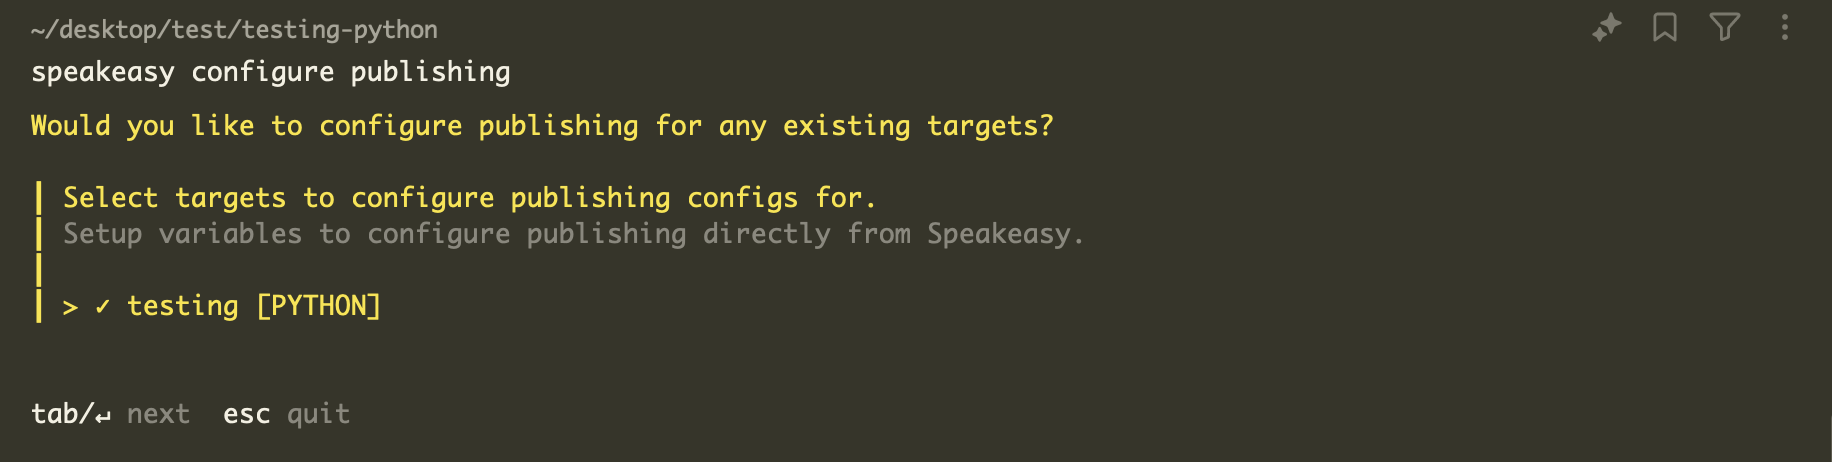 ~/desktop/test/testing-python
speakeasy configure publishing
Would you like to configure publishing for any existing targets?
Select targets to configure publishing configs for.
Setup variables to configure publishing directly from Speakeasy.
> ✓ testing [PYTHON]
tab/↵ next  esc quit